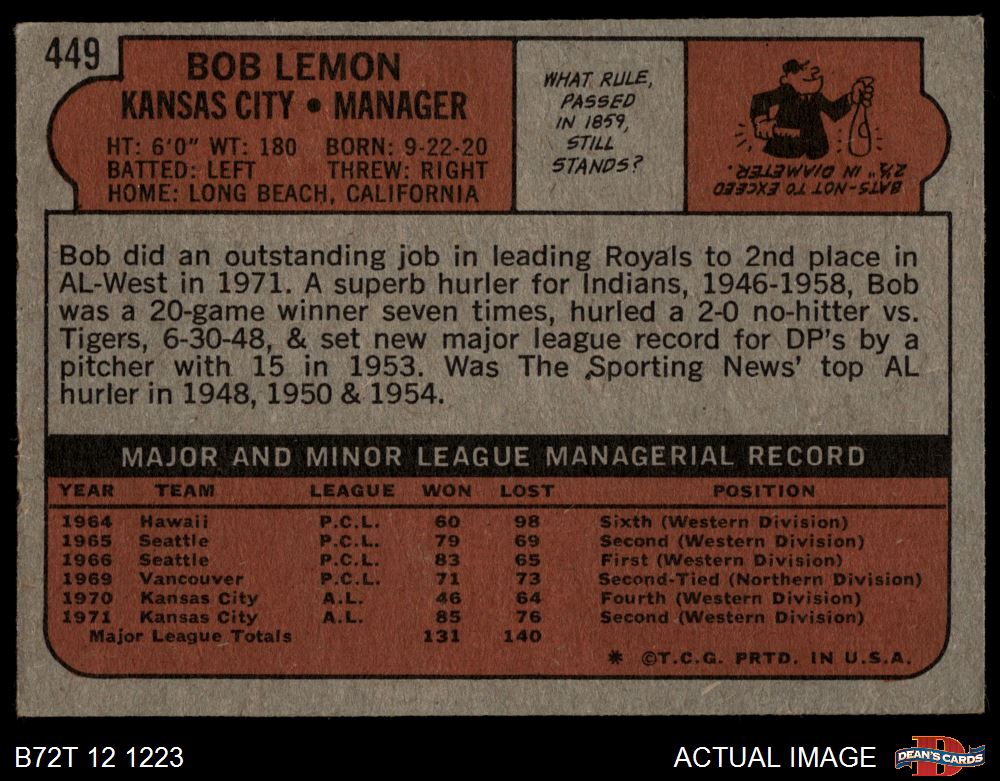 449
BOB LEMON
KANSAS CITY • MANAGER
HT: 6'0" WT: 180 BORN: 9-22-20
BATTED: LEFT THREW: RIGHT
HOME: LONG BEACH, CALIFORNIA
WHAT RULE,
PASSED
IN 1859,
STILL
STANDS?
BATS-NOT TO EXCEED
2½" IN DIAMETER.
Bob did an outstanding job in leading Royals to 2nd place in
AL-West in 1971. A superb hurler for Indians, 1946-1958, Bob
was a 20-game winner seven times, hurled a 2-0 no-hitter vs.
Tigers, 6-30-48, & set new major league record for DP's by a
pitcher with 15 in 1953. Was The Sporting News' top AL
hurler in 1948, 1950 & 1954.
MAJOR AND MINOR LEAGUE MANAGERIAL RECORD
YEAR TEAM LEAGUE WON LOST POSITION
1964 Hawaii P.C.L. 60 98 Sixth (Western Division)
1965 Seattle P.C.L. 79 69 Second (Western Division)
1966 Seattle P.C.L. 83 65 First (Western Division)
1969 Vancouver P.C.L. 71 73 Second-Tied (Northern Division)
1970 Kansas City A.L. 46 64 Fourth (Western Division)
1971 Kansas City A.L. 85 76 Second (Western Division)
Major League Totals 131 140
* ©T.C.G. PRTD. IN U.S.A.
B72T 12 1223
ACTUAL IMAGE
D
DEAN'S CARDS